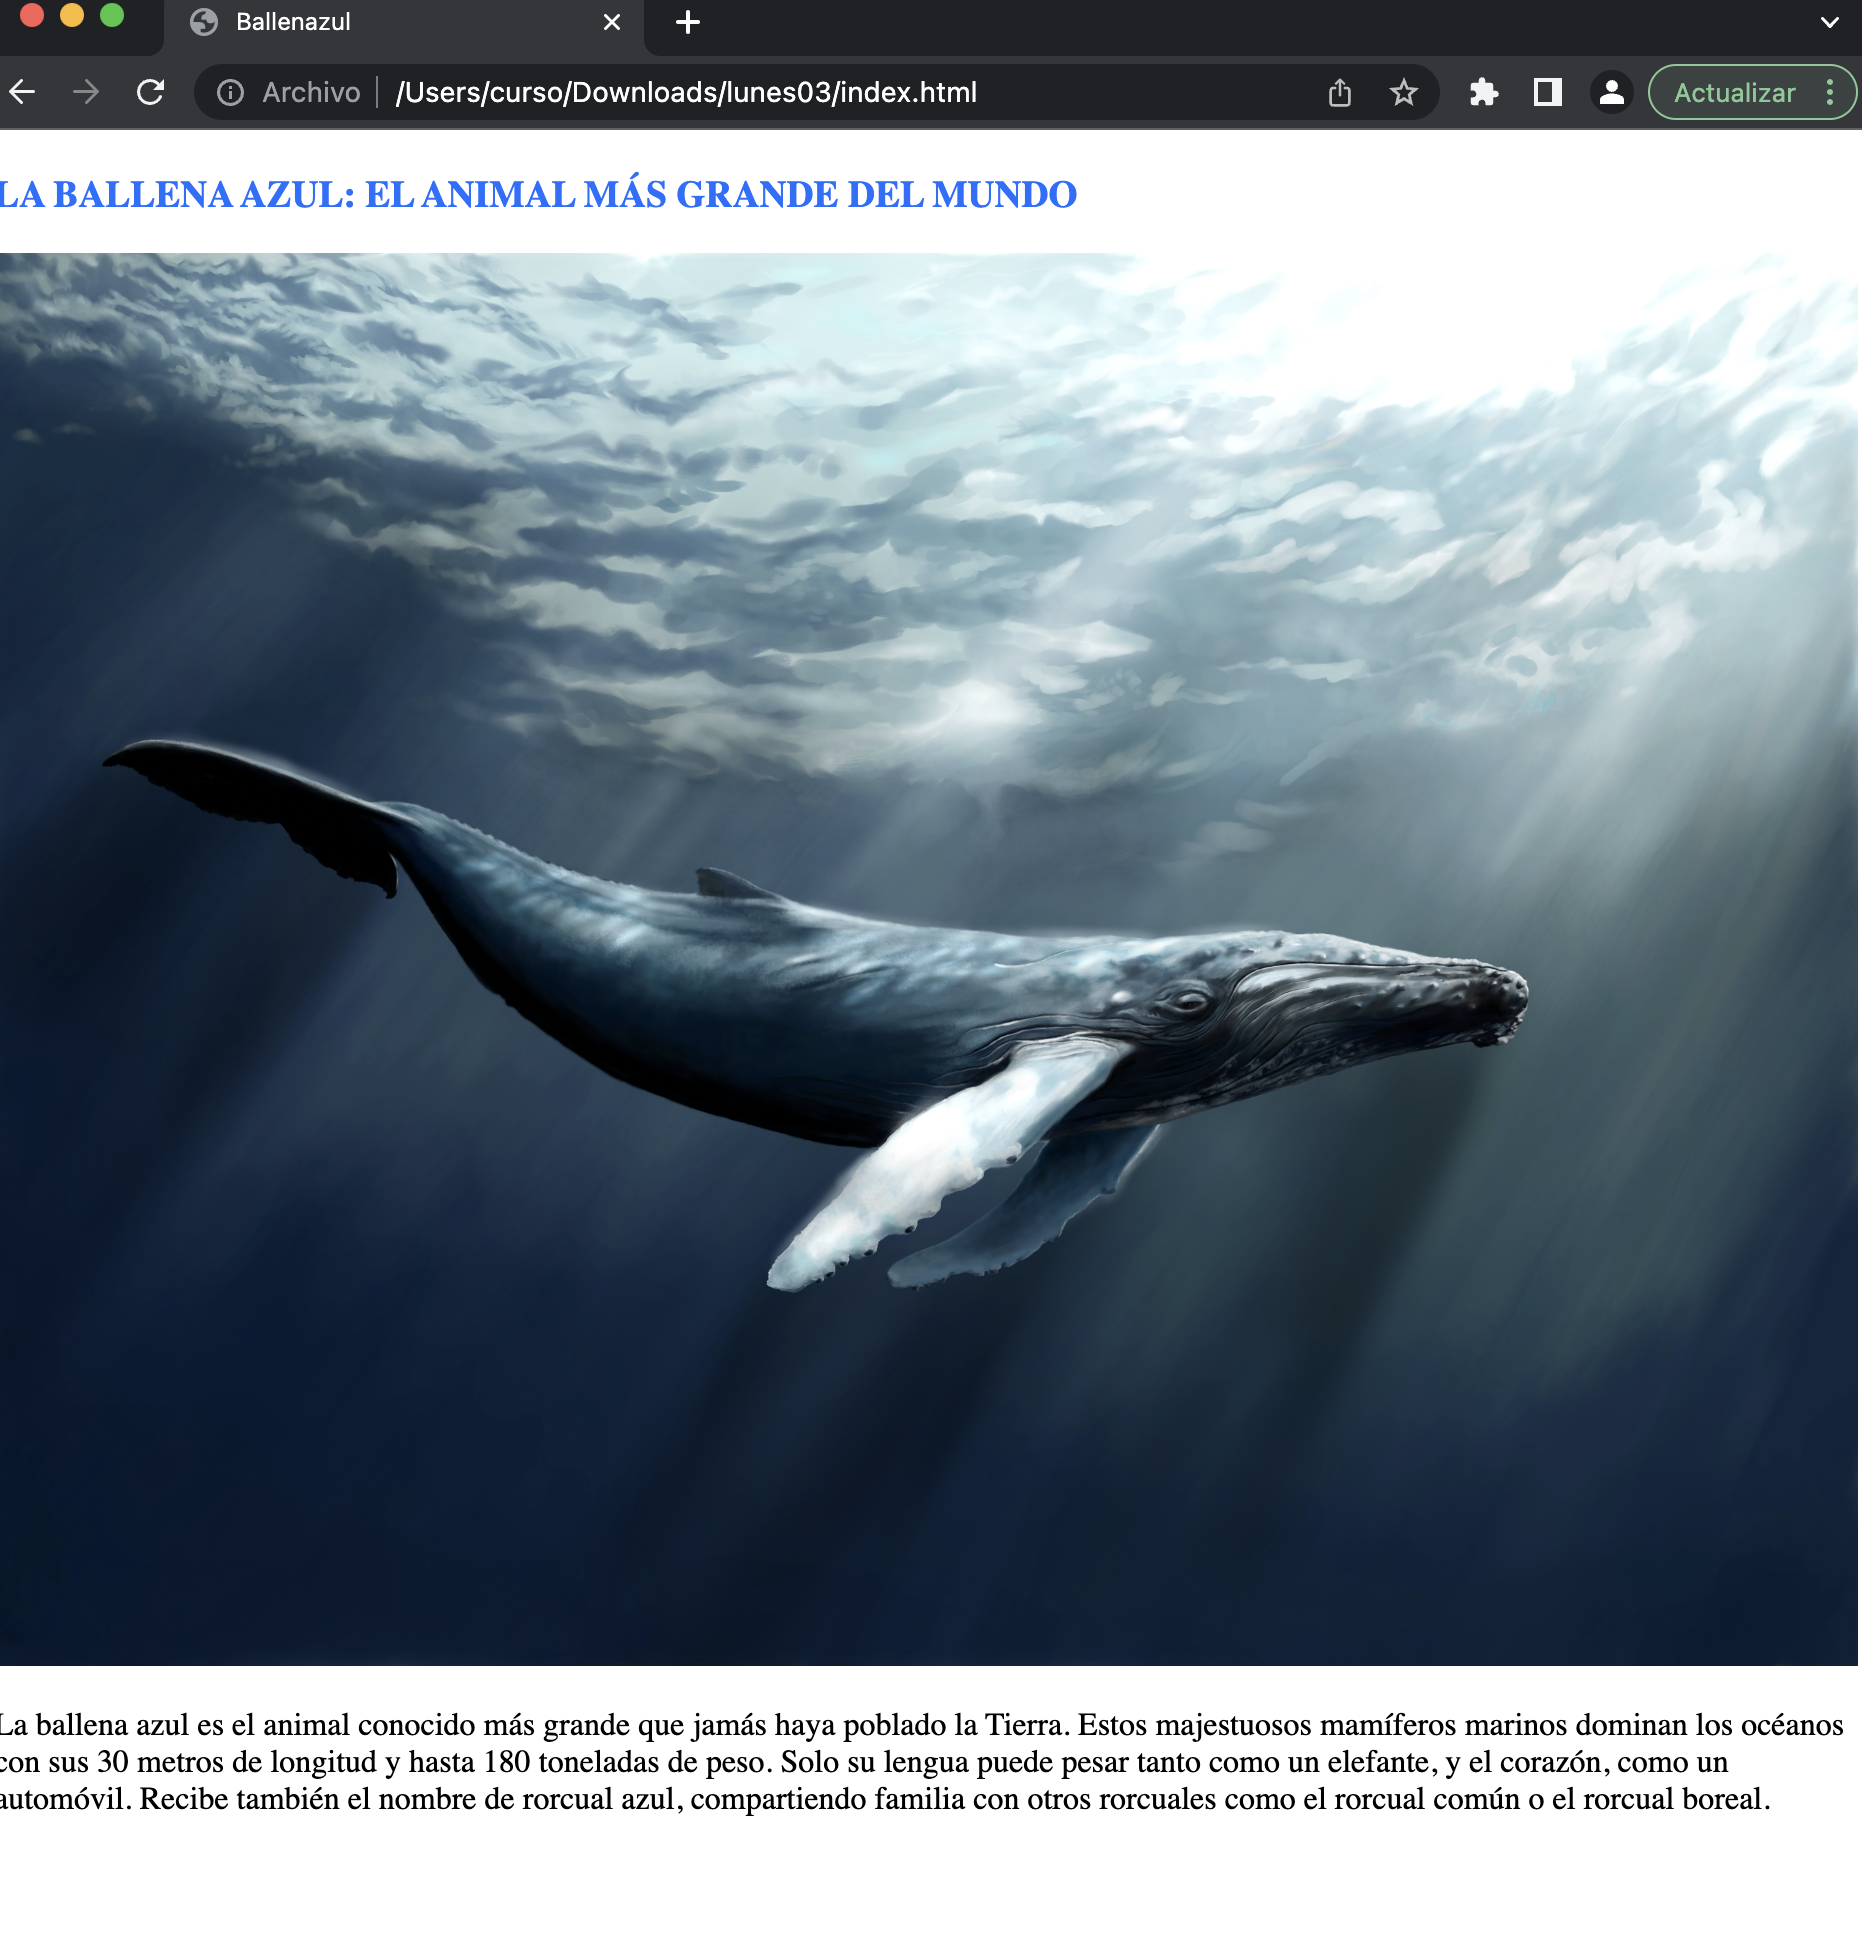 Ballenazul
Archivo /Users/curso/Downloads/lunes03/index.html Actualizar
LA BALLENA AZUL: EL ANIMAL MÁS GRANDE DEL MUNDO
La ballena azul es el animal conocido más grande que jamás haya poblado la Tierra. Estos majestuosos mamíferos marinos dominan los océanos
con sus 30 metros de longitud y hasta 180 toneladas de peso. Solo su lengua puede pesar tanto como un elefante, y el corazón, como un
automóvil. Recibe también el nombre de rorcual azul, compartiendo familia con otros rorcuales como el rorcual común o el rorcual boreal.